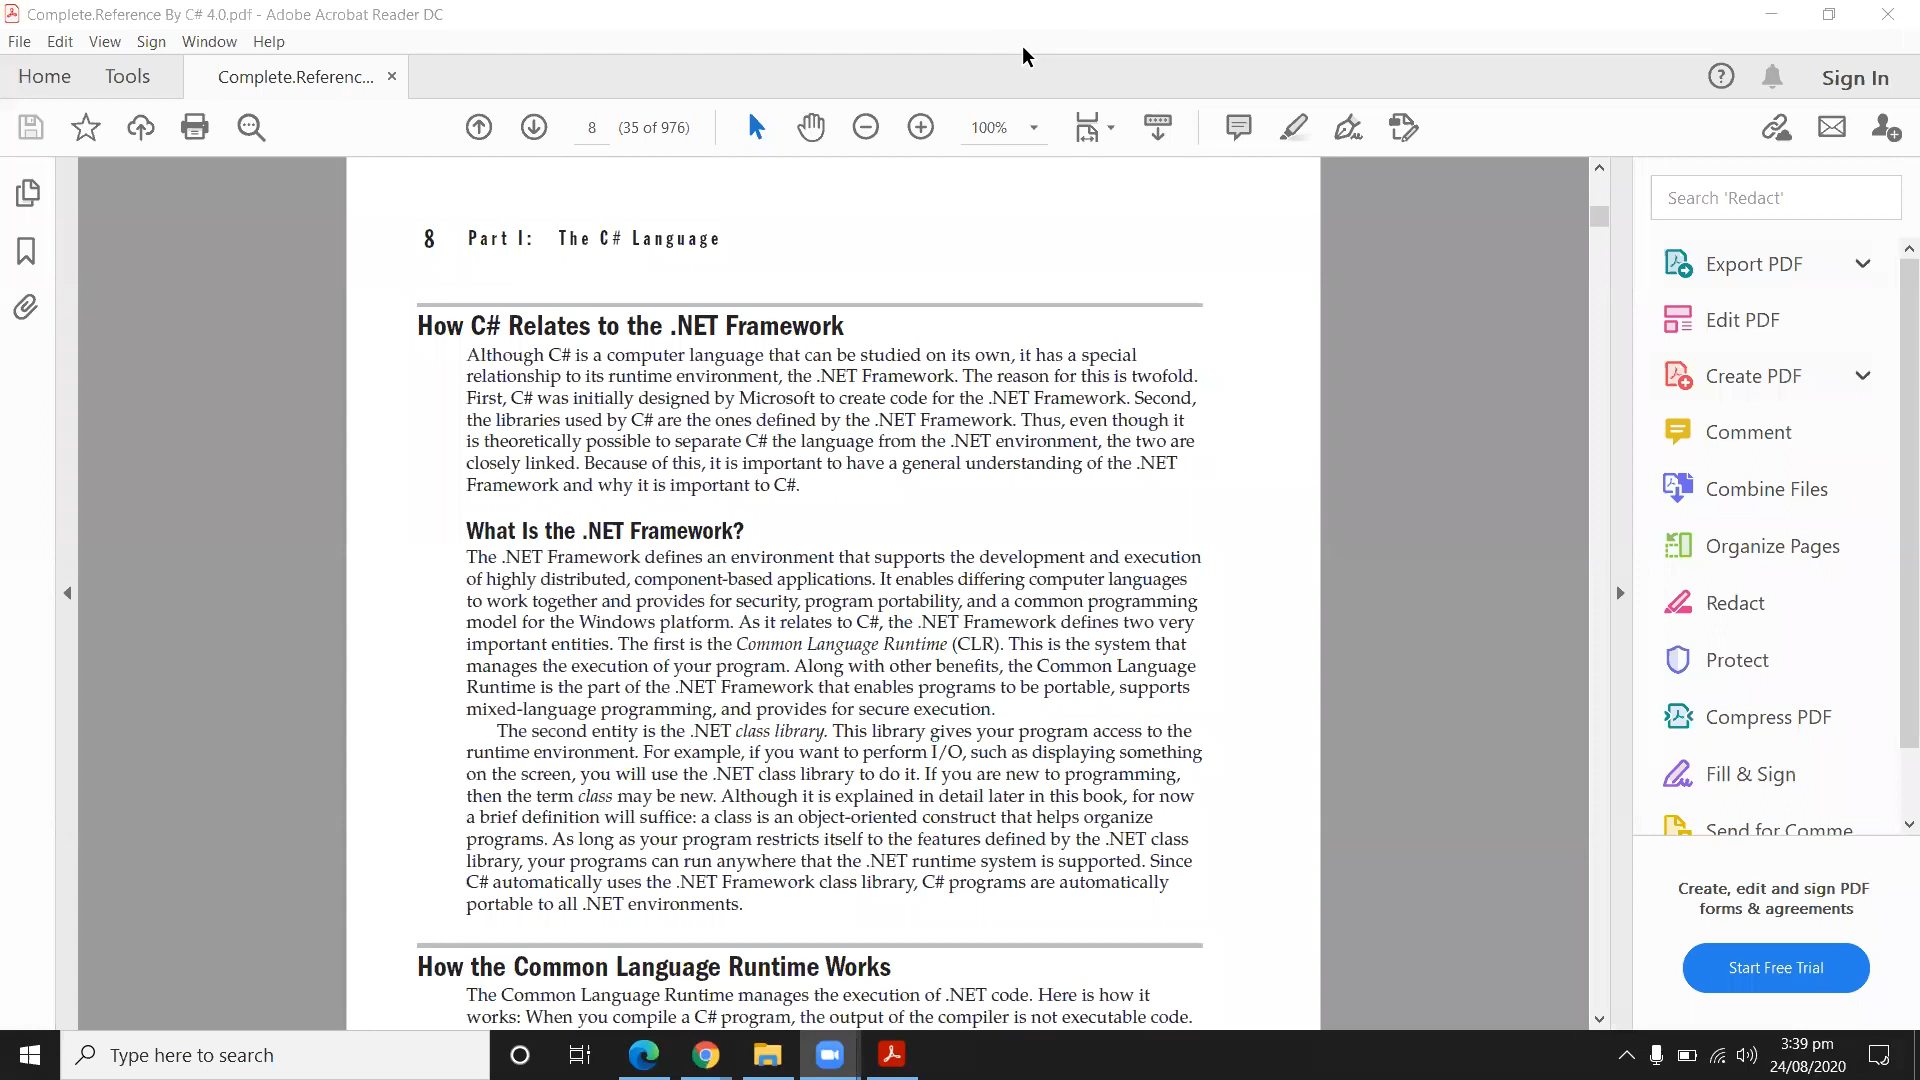 Complete.Reference By C# 4.0.pdf - Adobe Acrobat Reader DC
File Edit View Sign Window Help
Home Tools Complete.Referenc... × Sign In
8 (35 of 976) 100%
Search 'Redact'
Export PDF
Edit PDF
Create PDF
Comment
Combine Files
Organize Pages
Redact
Protect
Compress PDF
Fill & Sign
Send for Comme
Create, edit and sign PDF
forms & agreements
Start Free Trial
8 Part I: The C# Language
How C# Relates to the .NET Framework
Although C# is a computer language that can be studied on its own, it has a special
relationship to its runtime environment, the .NET Framework. The reason for this is twofold.
First, C# was initially designed by Microsoft to create code for the .NET Framework. Second,
the libraries used by C# are the ones defined by the .NET Framework. Thus, even though it
is theoretically possible to separate C# the language from the .NET environment, the two are
closely linked. Because of this, it is important to have a general understanding of the .NET
Framework and why it is important to C#.
What Is the .NET Framework?
The .NET Framework defines an environment that supports the development and execution
of highly distributed, component-based applications. It enables differing computer languages
to work together and provides for security, program portability, and a common programming
model for the Windows platform. As it relates to C#, the .NET Framework defines two very
important entities. The first is the Common Language Runtime (CLR). This is the system that
manages the execution of your program. Along with other benefits, the Common Language
Runtime is the part of the .NET Framework that enables programs to be portable, supports
mixed-language programming, and provides for secure execution.
The second entity is the .NET class library. This library gives your program access to the
runtime environment. For example, if you want to perform I/O, such as displaying something
on the screen, you will use the .NET class library to do it. If you are new to programming,
then the term class may be new. Although it is explained in detail later in this book, for now
a brief definition will suffice: a class is an object-oriented construct that helps organize
programs. As long as your program restricts itself to the features defined by the .NET class
library, your programs can run anywhere that the .NET runtime system is supported. Since
C# automatically uses the .NET Framework class library, C# programs are automatically
portable to all .NET environments.
How the Common Language Runtime Works
The Common Language Runtime manages the execution of .NET code. Here is how it
works: When you compile a C# program, the output of the compiler is not executable code.
Type here to search
3:39 pm
24/08/2020